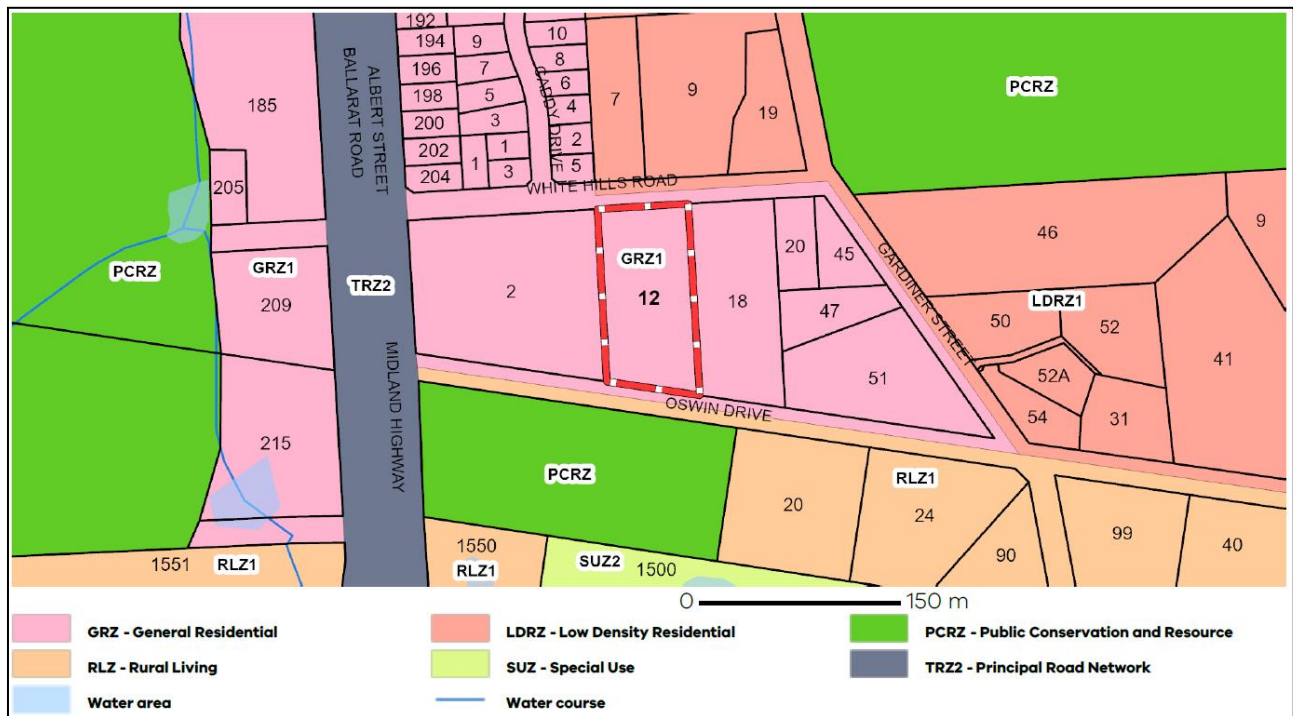 192
194
9
10
196
7
8
198
5
6
200
3
4
202
1
1
2
204
3
5
CADDY DRIVE
7
9
19
PCRZ
185
ALBERT STREET
BALLARAT ROAD
205
WHITE HILLS ROAD
PCRZ
GRZ1
209
TRZ2
2
GRZ1
12
18
20
45
47
51
GARDINER STREET
46
9
LDRZ1
50
52
41
52A
54
31
OSWIN DRIVE
215
MIDLAND HIGHWAY
PCRZ
RLZ1
20
24
90
99
40
1551
RLZ1
1550
RLZ1
SUZ2
1500
0 150 m
GRZ - General Residential
LDRZ - Low Density Residential
PCRZ - Public Conservation and Resource
RLZ - Rural Living
SUZ - Special Use
TRZ2 - Principal Road Network
Water area
Water course